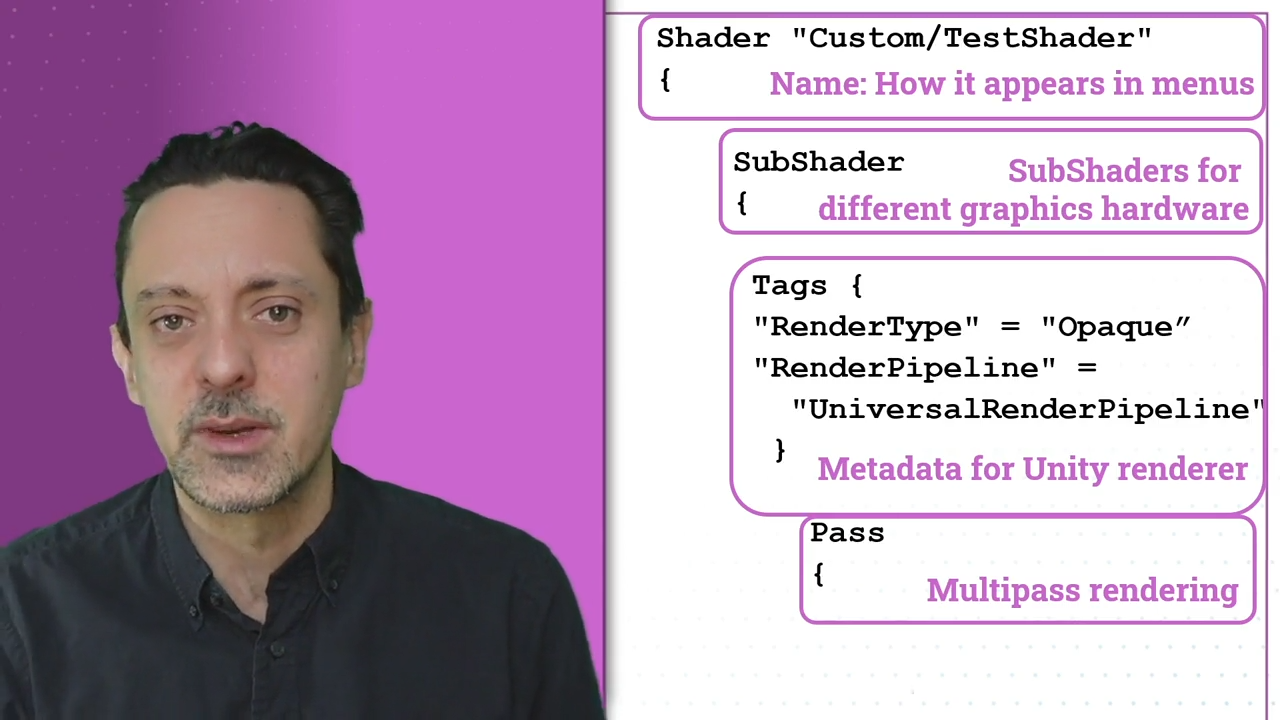 Shader "Custom/TestShader"
{ Name: How it appears in menus
SubShader SubShaders for
{ different graphics hardware
Tags {
"RenderType" = "Opaque”
"RenderPipeline" =
"UniversalRenderPipeline"
}
Metadata for Unity renderer
Pass
{
Multipass rendering